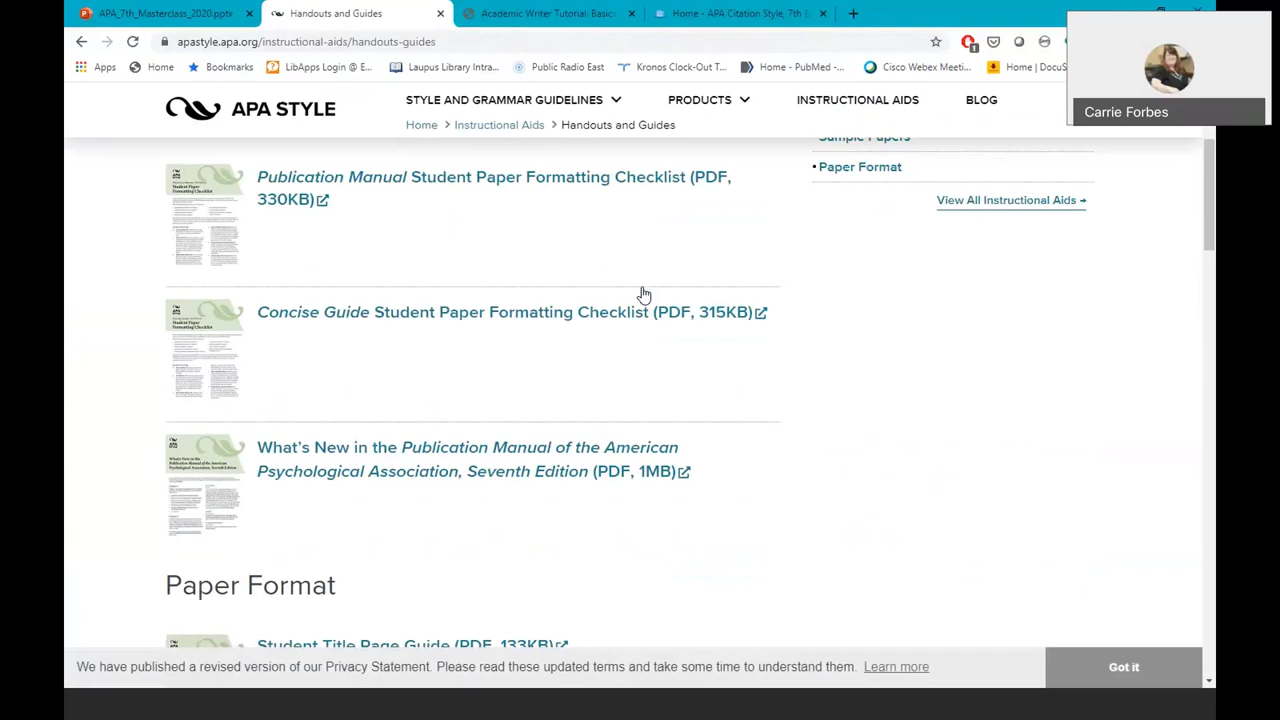 APA_7th_Masterclass_2020.pptx
Handouts and Guides
Academic Writer Tutorial: Basics
Home - APA Citation Style, 7th E
apastyle.apa.org/instructional-aids/handouts-guides
Apps
Home
Bookmarks
LibApps Login @ E...
Laupus Librarian...
Public Radio East
Kronos Clock-Out T...
Home - PubMed -...
Cisco Webex Meeti...
Home | DocuS
Carrie Forbes
APA STYLE
STYLE AND GRAMMAR GUIDELINES
PRODUCTS
INSTRUCTIONAL AIDS
BLOG
Home > Instructional Aids > Handouts and Guides
Sample Papers
Publication Manual Student Paper Formatting Checklist (PDF,
330KB)
• Paper Format
View All Instructional Aids
Concise Guide Student Paper Formatting Checklist (PDF, 315KB)
What's New in the Publication Manual of the American
Psychological Association, Seventh Edition (PDF, 1MB)
Paper Format
Student Title Page Guide (PDF, 133KB)
We have published a revised version of our Privacy Statement. Please read these updated terms and take some time to understand them. Learn more
Got it